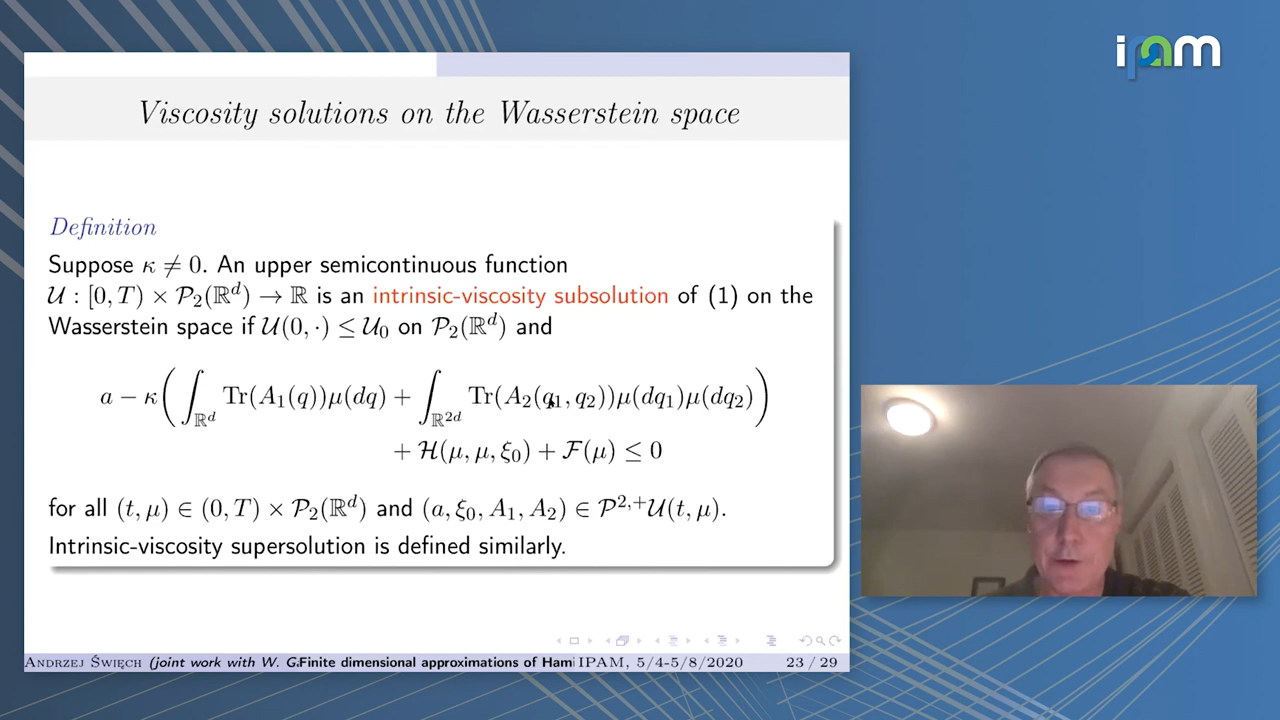 ipam
Viscosity solutions on the Wasserstein space
Definition
Suppose κ ≠ 0. An upper semicontinuous function
𝒰 : [0, T) × 𝒫₂(ℝᵈ) → ℝ is an intrinsic-viscosity subsolution of (1) on the
Wasserstein space if 𝒰(0, ·) ≤ 𝒰₀ on 𝒫₂(ℝᵈ) and
a − κ(∫_{ℝᵈ} Tr(A₁(q))μ(dq) + ∫_{ℝ²ᵈ} Tr(A₂(q₁, q₂))μ(dq₁)μ(dq₂))
+ ℋ(μ, μ, ξ₀) + ℱ(μ) ≤ 0
for all (t, μ) ∈ (0, T) × 𝒫₂(ℝᵈ) and (a, ξ₀, A₁, A₂) ∈ 𝒫²,⁺𝒰(t, μ).
Intrinsic-viscosity supersolution is defined similarly.
Andrzej Święch (joint work with W. G.Finite dimensional approximations of Ham IPAM, 5/4-5/8/2020 23 / 29